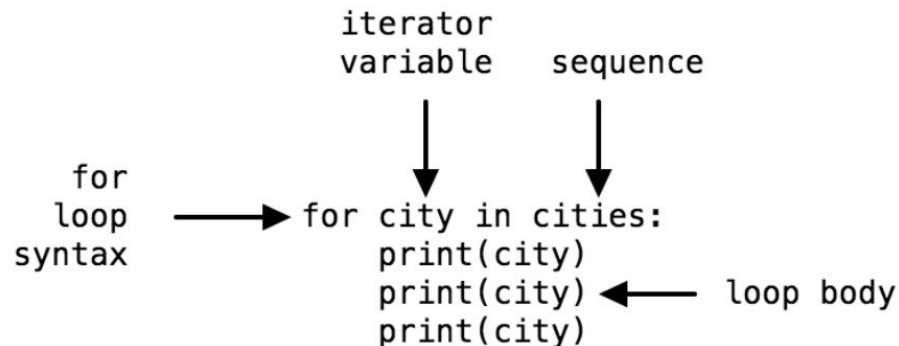 iterator
variable
sequence
for
loop
syntax
for city in cities:
print(city)
print(city)
print(city)
loop body